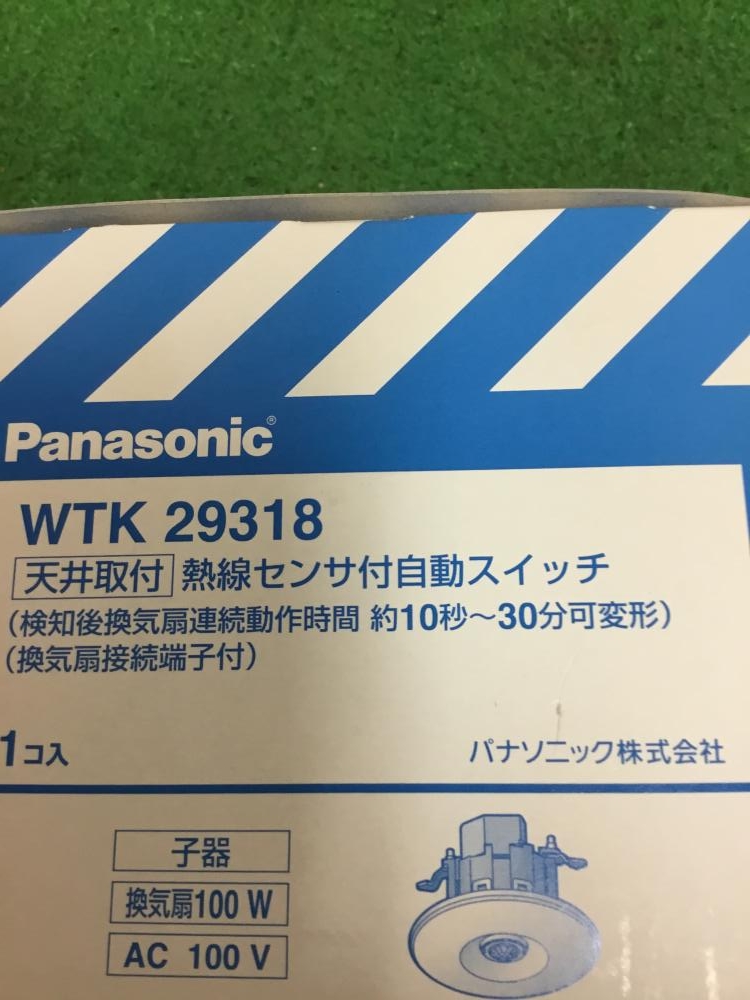 Panasonic®
WTK 29318
天井取付 熱線センサ付自動スイッチ
(検知後換気扇連続動作時間 約10秒〜30分可変形)
(換気扇接続端子付)
1コ入
パナソニック株式会社
子器
換気扇100 W
AC 100 V